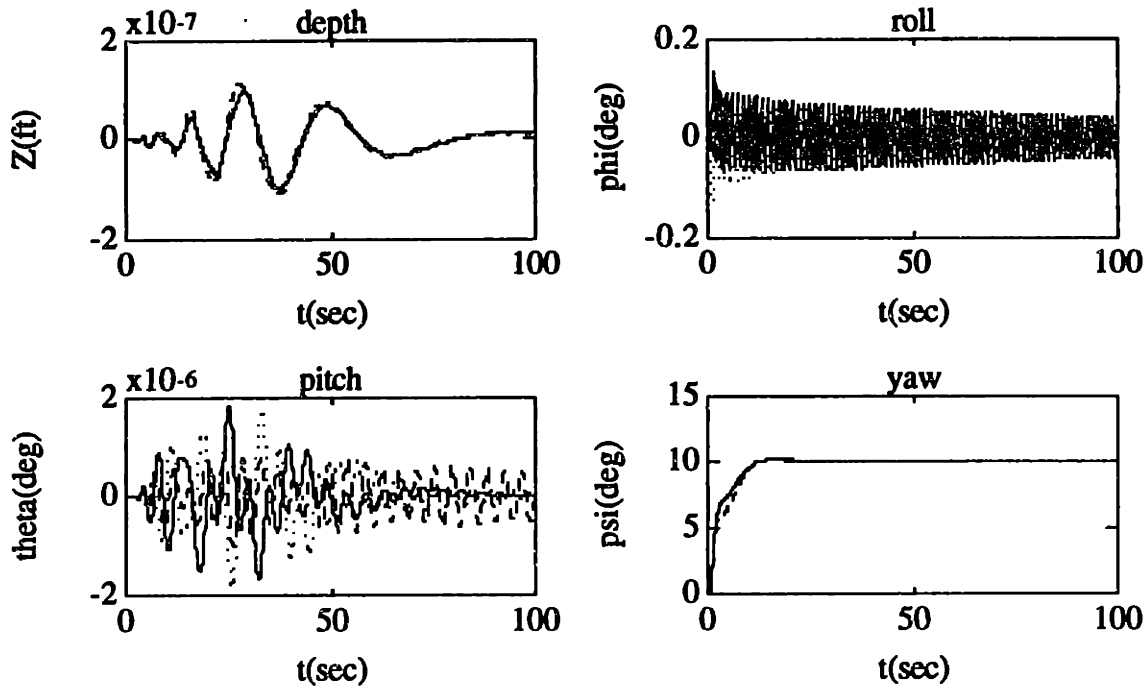 x10-7
depth
2
0
-2
Z(ft)
0
50
100
t(sec)
roll
0.2
0
-0.2
phi(deg)
0
50
100
t(sec)
x10-6
pitch
2
0
-2
theta(deg)
0
50
100
t(sec)
yaw
15
10
5
0
psi(deg)
0
50
100
t(sec)